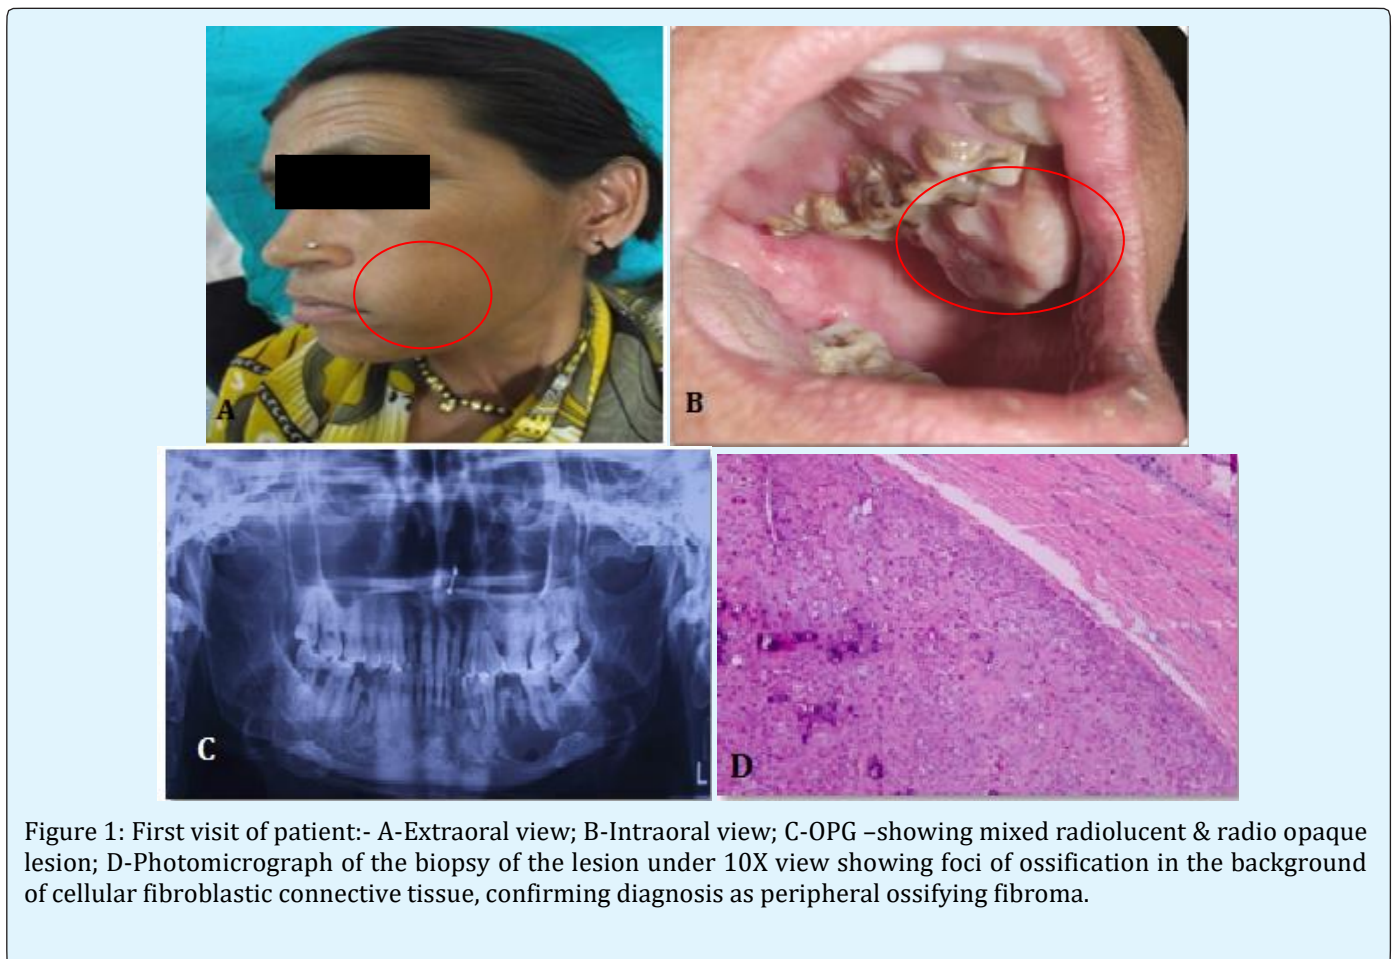 A
B
C
L
D
Figure 1: First visit of patient:- A-Extraoral view; B-Intraoral view; C-OPG –showing mixed radiolucent & radio opaque
lesion; D-Photomicrograph of the biopsy of the lesion under 10X view showing foci of ossification in the background
of cellular fibroblastic connective tissue, confirming diagnosis as peripheral ossifying fibroma.